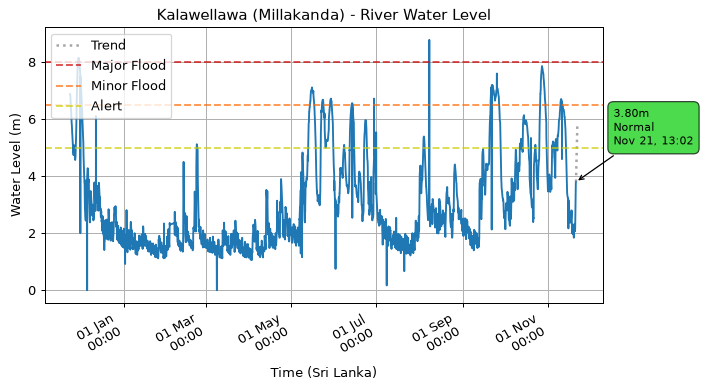 Kalawellawa (Millakanda) - River Water Level
Trend
Major Flood
Minor Flood
Alert
3.80m
Normal
Nov 21, 13:02
Water Level (m)
8
6
4
2
0
01 Jan
00:00
01 Mar
00:00
01 May
00:00
01 Jul
00:00
01 Sep
00:00
01 Nov
00:00
Time (Sri Lanka)